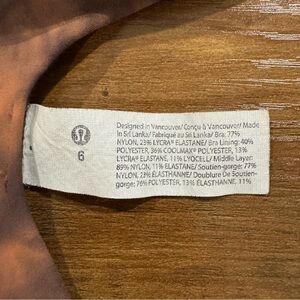 6
Designed in Vancouver/ Conçu à Vancouver/ Made
in Sri Lanka/ Fabriqué au Sri Lanka/ Bra: 77%
NYLON, 23% LYCRA® ELASTANE/ Bra Lining: 40%
POLYESTER, 36% COOLMAX® POLYESTER, 13%
LYCRA® ELASTANE, 11% LYOCELL/ Middle Layer:
89% NYLON, 11% ELASTANE/ Soutien-gorge: 77%
NYLON, 23% ÉLASTHANNE/ Doublure De Soutien-
gorge: 76% POLYESTER, 13% ÉLASTHANNE, 11%